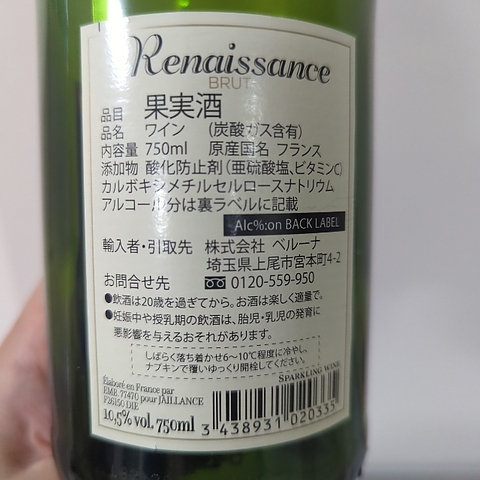 Renaissance
BRUT
品目 果実酒
品名 ワイン (炭酸ガス含有)
内容量 750ml 原産国名 フランス
添加物 酸化防止剤(亜硫酸塩、ビタミンC)
カルボキシメチルセルロースナトリウム
アルコール分は裏ラベルに記載
Alc%:on BACK LABEL
輸入者・引取先 株式会社 ベルーナ
埼玉県上尾市宮本町4-2
お問合せ先 0120-559-950
●飲酒は20歳を過ぎてから。お酒は楽しく適量で。
●妊娠中や授乳期の飲酒は、胎児・乳児の発育に
悪影響を与えるおそれがあります。
しばらく落ち着かせ6~10℃程度に冷やし、
ナプキンで覆いゆっくり開栓してください。
SPARKLING WINE
Élaboré en France par
EMB. 77470 pour JAILLANCE
F26150 DIE
10,5% vol. 750ml
3 438931 020335